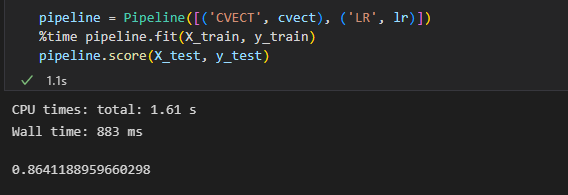 pipeline = Pipeline([('CVECT', cvect), ('LR', lr)])
%time pipeline.fit(X_train, y_train)
pipeline.score(X_test, y_test)
✓ 1.1s
CPU times: total: 1.61 s
Wall time: 883 ms
0.8641188959660298